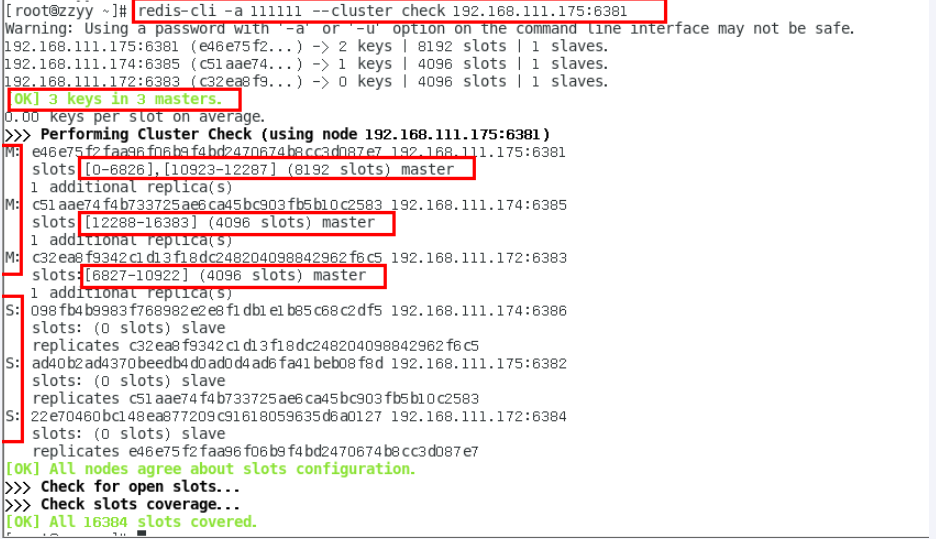 [root@zzyy ~]# redis-cli -a 111111 --cluster check 192.168.111.175:6381
Warning: Using a password with '-a' or '-u' option on the command line interface may not be safe.
192.168.111.175:6381 (e46e75f2...) -> 2 keys | 8192 slots | 1 slaves.
192.168.111.174:6385 (c51aae74...) -> 1 keys | 4096 slots | 1 slaves.
192.168.111.172:6383 (c32ea8f9...) -> 0 keys | 4096 slots | 1 slaves.
[OK] 3 keys in 3 masters.
0.00 keys per slot on average.
>>> Performing Cluster Check (using node 192.168.111.175:6381)
M: e46e75f2faa96f06b9f4bd2470674b8cc3d087e7 192.168.111.175:6381
slots:[0-6826],[10923-12287] (8192 slots) master
1 additional replica(s)
M: c51aae74f4b733725ae6ca45bc903fb5b10c2583 192.168.111.174:6385
slots:[12288-16383] (4096 slots) master
1 additional replica(s)
M: c32ea8f9342c1d13f18dc248204098842962f6c5 192.168.111.172:6383
slots:[6827-10922] (4096 slots) master
1 additional replica(s)
S: 098fb4b9983f768982e2e8f1db1e1b85c68c2df5 192.168.111.174:6386
slots: (0 slots) slave
replicates c32ea8f9342c1d13f18dc248204098842962f6c5
S: ad40b2ad4370beedb4d0ad0d4ad6fa41beb08f8d 192.168.111.175:6382
slots: (0 slots) slave
replicates c51aae74f4b733725ae6ca45bc903fb5b10c2583
S: 22e70460bc148ea877209c91618059635d6a0127 192.168.111.172:6384
slots: (0 slots) slave
replicates e46e75f2faa96f06b9f4bd2470674b8cc3d087e7
[OK] All nodes agree about slots configuration.
>>> Check for open slots...
>>> Check slots coverage...
[OK] All 16384 slots covered.